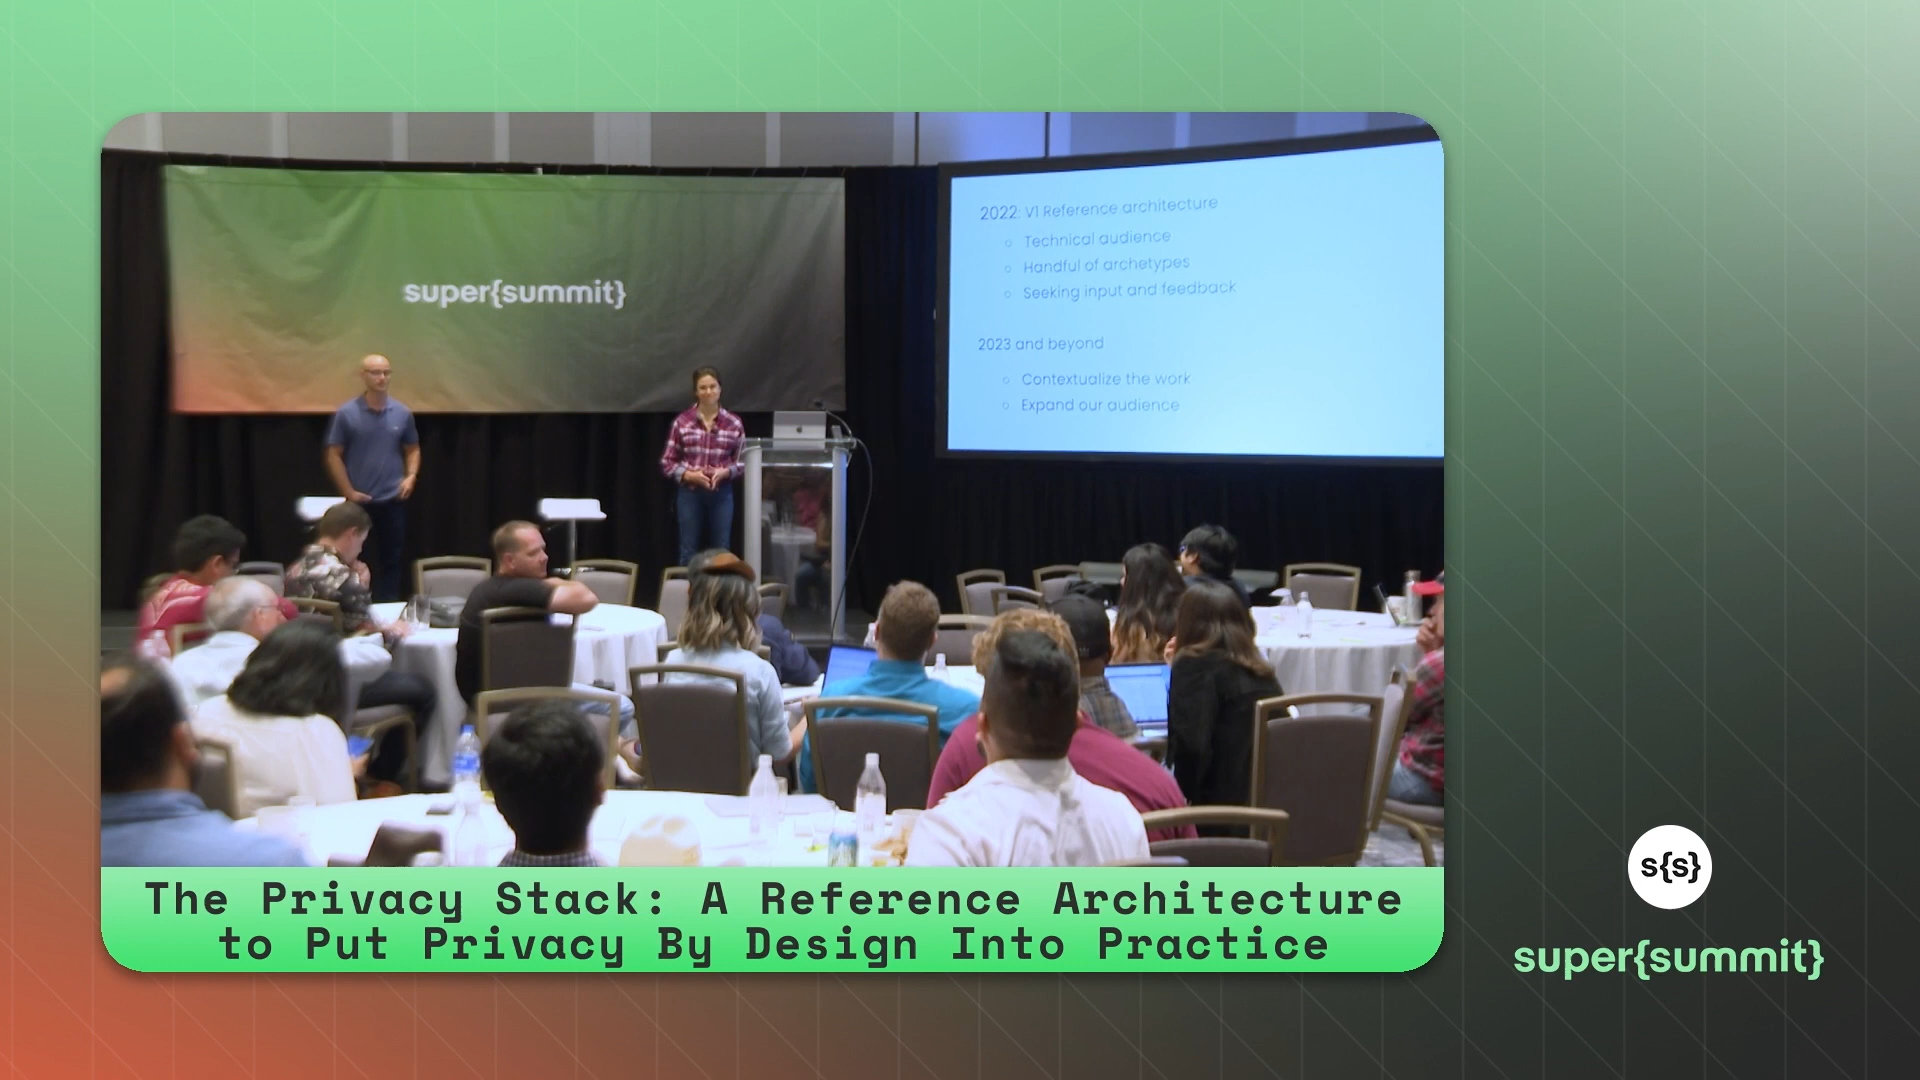 super{summit}
2022: V1 Reference architecture
Technical audience
Handful of archetypes
Seeking input and feedback
2023 and beyond
Contextualize the work
Expand our audience
The Privacy Stack: A Reference Architecture
to Put Privacy By Design Into Practice
s{s}
super{summit}